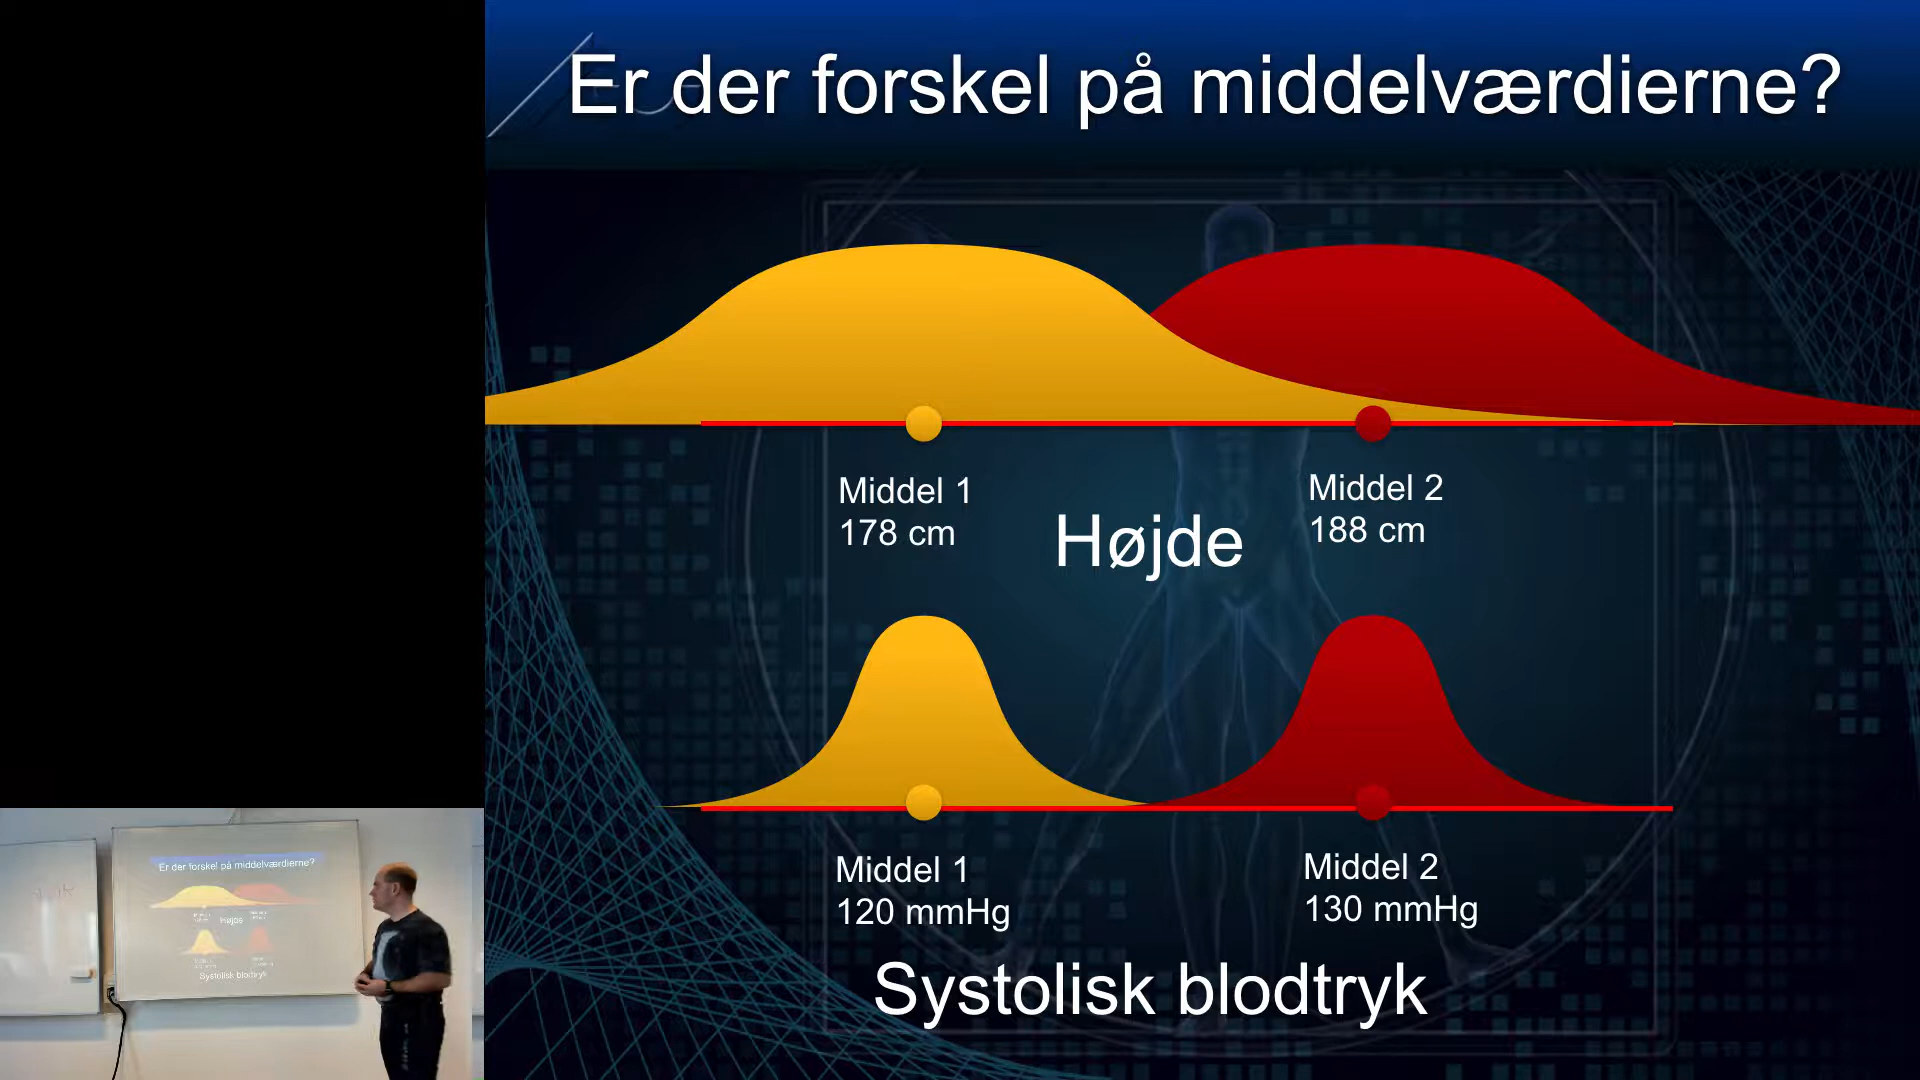 Er der forskel på middelværdierne?
Middel 1
178 cm
Middel 2
188 cm
Højde
Middel 1
120 mmHg
Middel 2
130 mmHg
Systolisk blodtryk
Er der forskel på middelværdierne?
Højde
Systolisk blodtryk